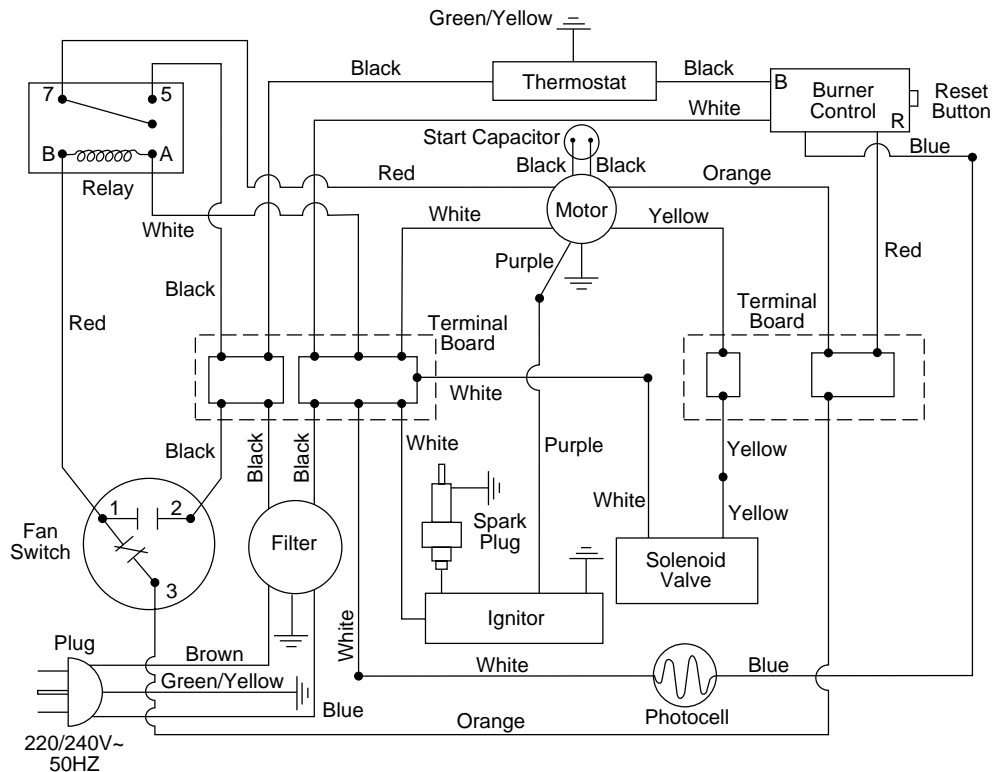 Green/Yellow
Black
Thermostat
Black
B
Burner
Control
R
Reset
Button
7
5
B
A
Relay
White
Start Capacitor
Black
Black
Blue
Red
Motor
Orange
White
White
Yellow
Purple
Red
Black
Red
Terminal
Board
Terminal
Board
White
Black
Black
Black
White
Purple
Yellow
Fan
Switch
1
2
3
Filter
Spark
Plug
White
Yellow
Solenoid
Valve
Ignitor
Plug
Brown
White
White
Blue
Green/Yellow
Blue
Orange
Photocell
220/240V~
50HZ